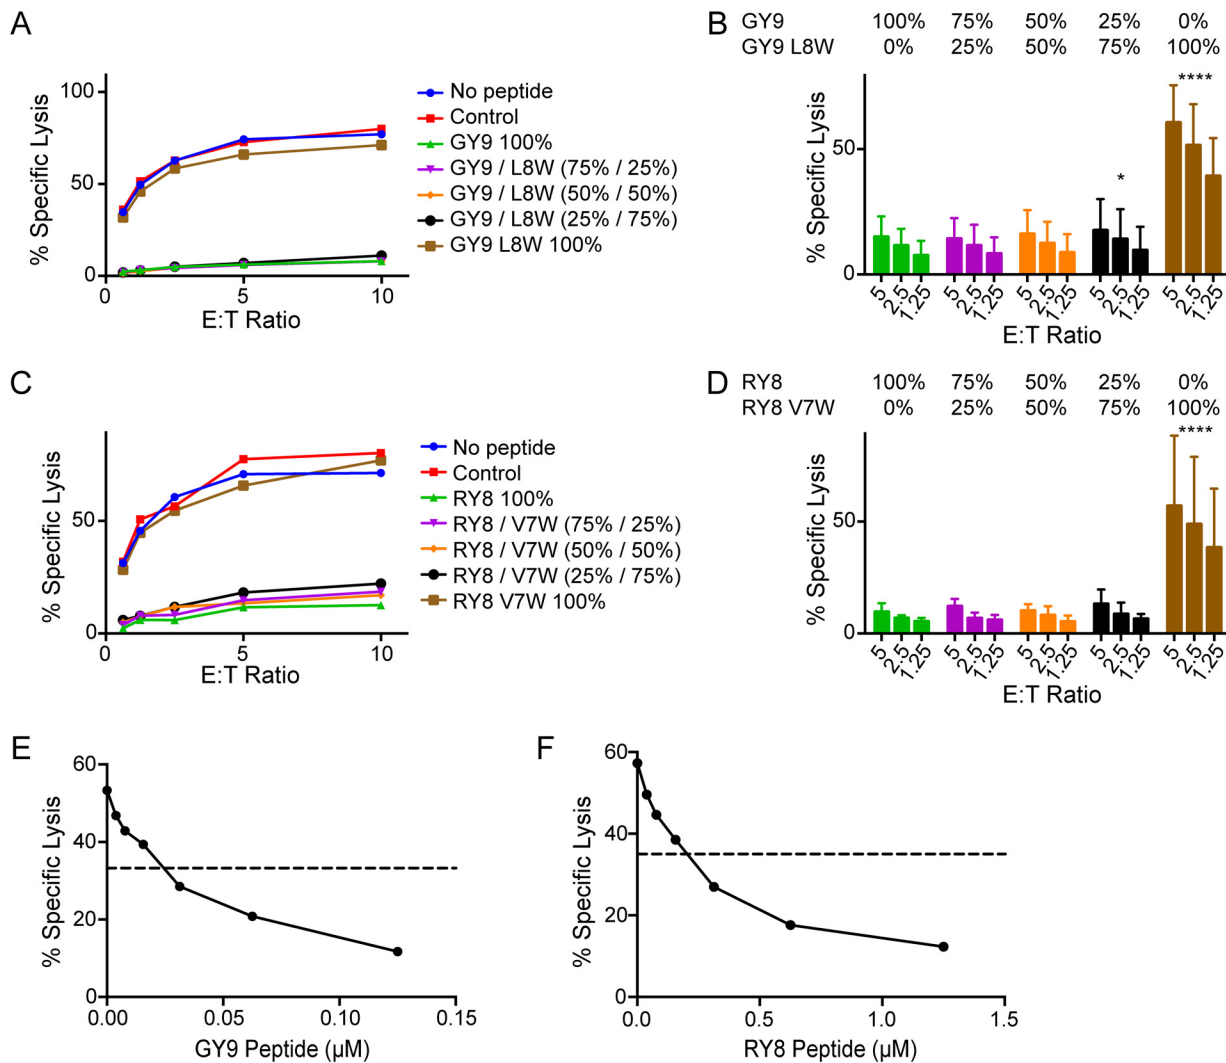 A
100
50
0
% Specific Lysis
0
5
10
E:T Ratio
No peptide
Control
GY9 100%
GY9 / L8W (75% / 25%)
GY9 / L8W (50% / 50%)
GY9 / L8W (25% / 75%)
GY9 L8W 100%
B
GY9 100% 75% 50% 25% 0%
GY9 L8W 0% 25% 50% 75% 100%
****
*
50
0
% Specific Lysis
5 2.5 1.25 5 2.5 1.25 5 2.5 1.25 5 2.5 1.25 5 2.5 1.25
E:T Ratio
C
50
0
% Specific Lysis
0
5
10
E:T Ratio
No peptide
Control
RY8 100%
RY8 / V7W (75% / 25%)
RY8 / V7W (50% / 50%)
RY8 / V7W (25% / 75%)
RY8 V7W 100%
D
RY8 100% 75% 50% 25% 0%
RY8 V7W 0% 25% 50% 75% 100%
****
50
0
% Specific Lysis
5 2.5 1.25 5 2.5 1.25 5 2.5 1.25 5 2.5 1.25 5 2.5 1.25
E:T Ratio
E
60
40
20
0
% Specific Lysis
0.00 0.05 0.10 0.15
GY9 Peptide (µM)
F
60
40
20
0
% Specific Lysis
0.0 0.5 1.0 1.5
RY8 Peptide (µM)